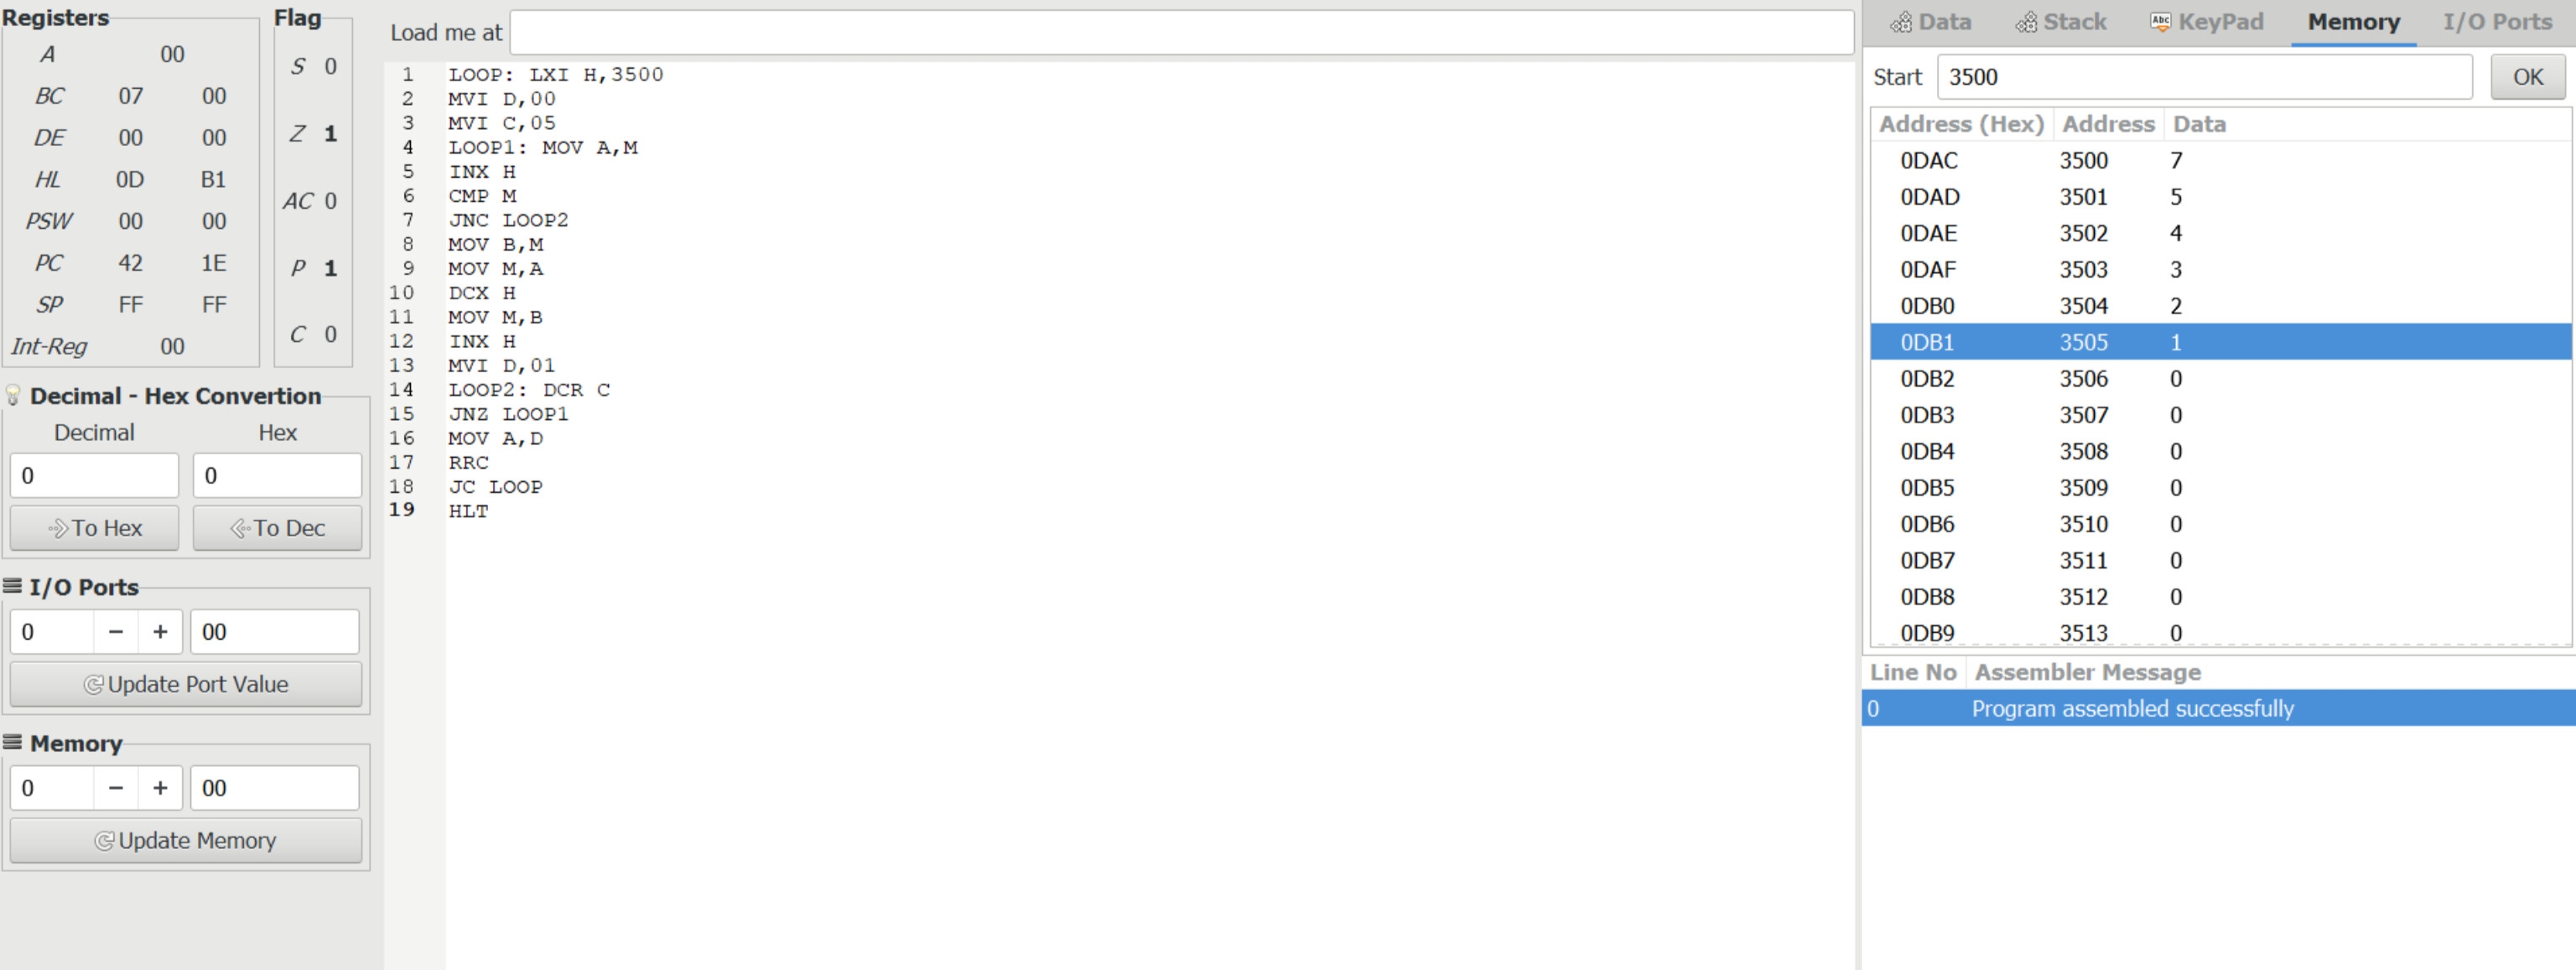 Registers
A 00
BC 07 00
DE 00 00
HL 0D B1
PSW 00 00
PC 42 1E
SP FF FF
Int-Reg 00
Flag
S 0
Z 1
AC 0
P 1
C 0
Decimal - Hex Convertion
Decimal Hex
0 0
To Hex To Dec
I/O Ports
0 − + 00
Update Port Value
Memory
0 − + 00
Update Memory
Load me at
1 LOOP: LXI H,3500
2 MVI D,00
3 MVI C,05
4 LOOP1: MOV A,M
5 INX H
6 CMP M
7 JNC LOOP2
8 MOV B,M
9 MOV M,A
10 DCX H
11 MOV M,B
12 INX H
13 MVI D,01
14 LOOP2: DCR C
15 JNZ LOOP1
16 MOV A,D
17 RRC
18 JC LOOP
19 HLT
Data Stack Abc KeyPad Memory I/O Ports
Start 3500 OK
Address (Hex) Address Data
0DAC 3500 7
0DAD 3501 5
0DAE 3502 4
0DAF 3503 3
0DB0 3504 2
0DB1 3505 1
0DB2 3506 0
0DB3 3507 0
0DB4 3508 0
0DB5 3509 0
0DB6 3510 0
0DB7 3511 0
0DB8 3512 0
0DB9 3513 0
Line No Assembler Message
0 Program assembled successfully